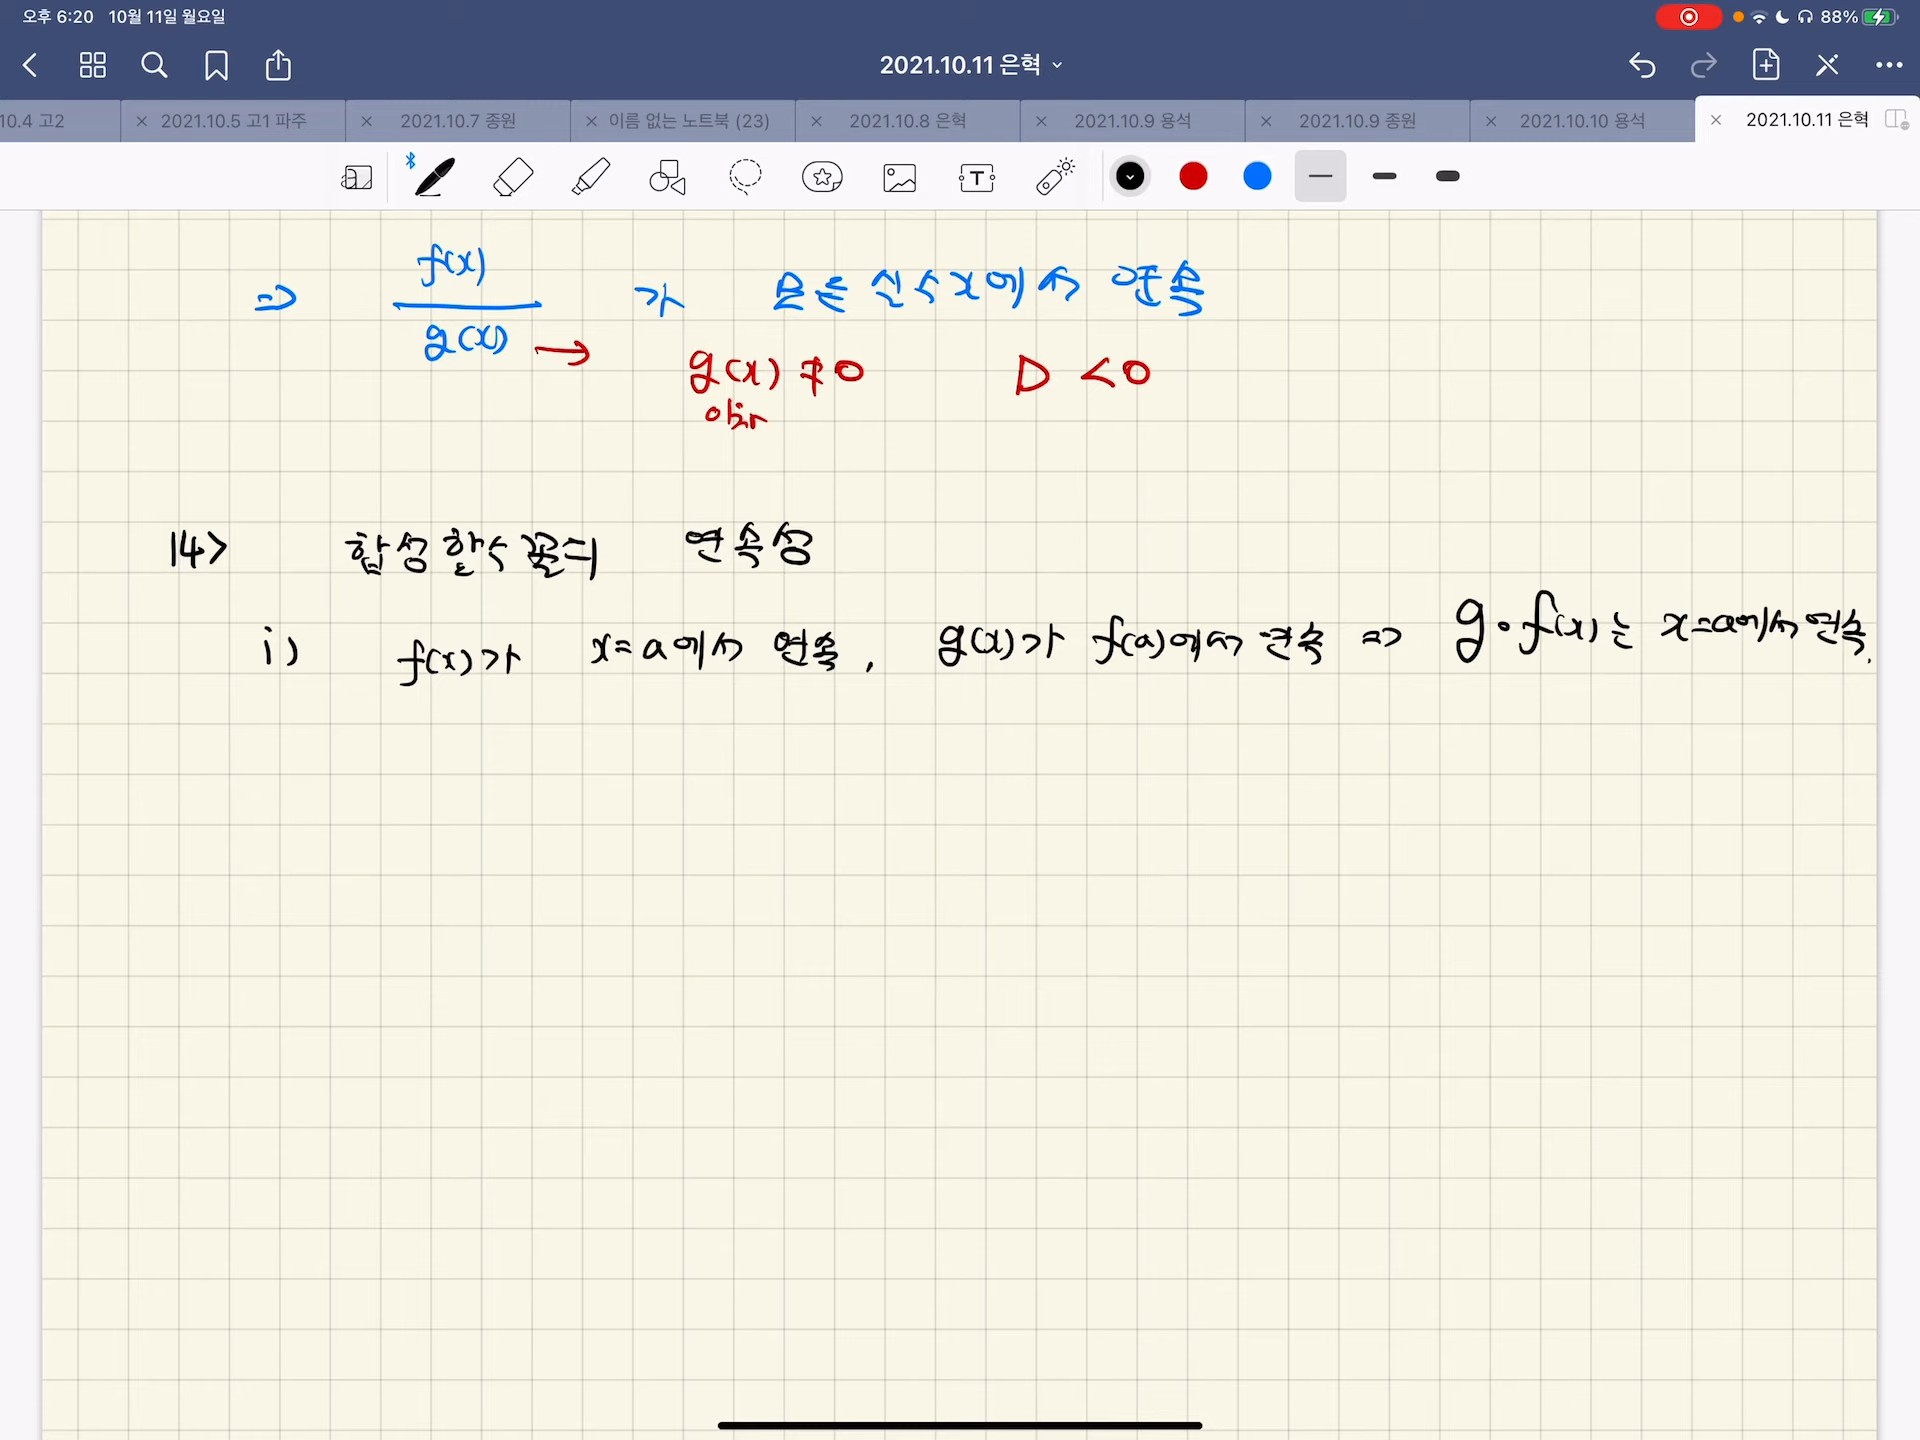 오후 6:20 10월 11일 월요일 88%
2021.10.11 은혁
10.4 고2 2021.10.5 고1 파주 2021.10.7 종원 이름 없는 노트북 (23) 2021.10.8 은혁 2021.10.9 용석 2021.10.9 종원 2021.10.10 용석 2021.10.11 은혁
⇒ f(x)/g(x) 가 모든 실수 x에서 연속
→ g(x) ≠ 0 D < 0
14> 합성함수꼴의 연속성
i) f(x)가 x=a에서 연속, g(x)가 f(a)에서 연속 ⇒ g∘f(x)는 x=a에서 연속.